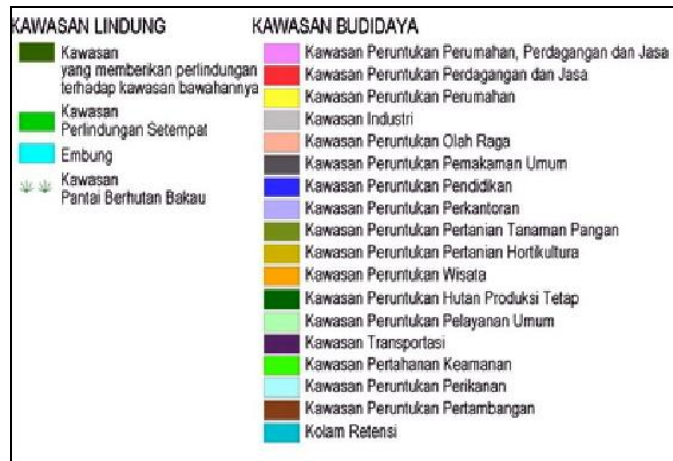 KAWASAN LINDUNG
Kawasan
yang memberikan perlindungan
terhadap kawasan bawahannya
Kawasan
Perlindungan Setempat
Embung
Kawasan
Pantai Berhutan Bakau
KAWASAN BUDIDAYA
Kawasan Peruntukan Perumahan, Perdagangan dan Jasa
Kawasan Peruntukan Perdagangan dan Jasa
Kawasan Peruntukan Perumahan
Kawasan Industri
Kawasan Peruntukan Olah Raga
Kawasan Peruntukan Pemakaman Umum
Kawasan Peruntukan Pendidikan
Kawasan Peruntukan Perkantoran
Kawasan Peruntukan Pertanian Tanaman Pangan
Kawasan Peruntukan Pertanian Hortikultura
Kawasan Peruntukan Wisata
Kawasan Peruntukan Hutan Produksi Tetap
Kawasan Peruntukan Pelayanan Umum
Kawasan Transportasi
Kawasan Pertahanan Keamanan
Kawasan Peruntukan Perikanan
Kawasan Peruntukan Pertambangan
Kolam Retensi